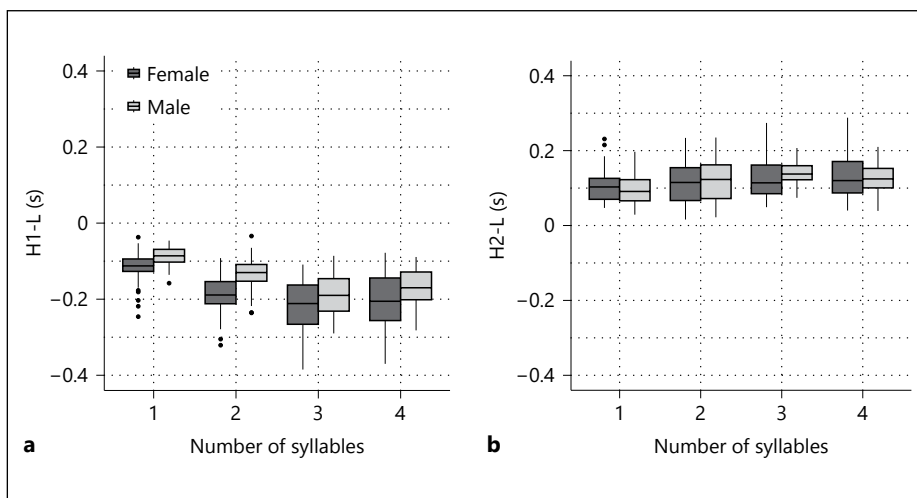 0.4
0.2
0
−0.2
−0.4
H1-L (s)
Female
Male
1 2 3 4
Number of syllables
a
0.4
0.2
0
−0.2
−0.4
H2-L (s)
1 2 3 4
Number of syllables
b